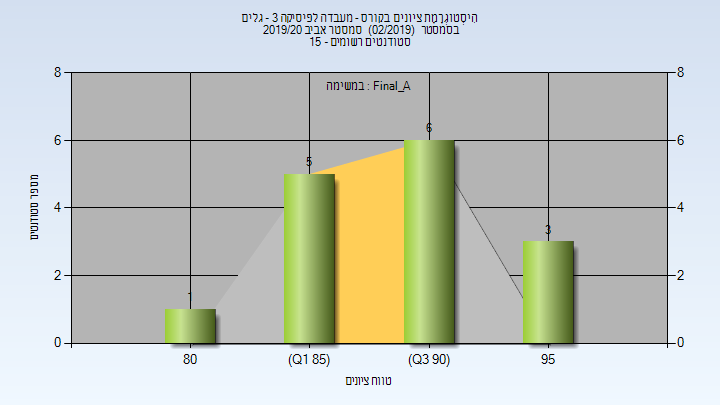 היסטוגרמת ציונים בקורס - מעבדה לפיסיקה 3 - גלים
בסמסטר (02/2019) סמסטר אביב 2019/20
סטודנטים רשומים - 15
במשימה : Final_A
8
6
4
2
0
8
6
4
2
0
מספר סטודנטים
1
5
6
3
80
(Q1 85)
(Q3 90)
95
טווח ציונים